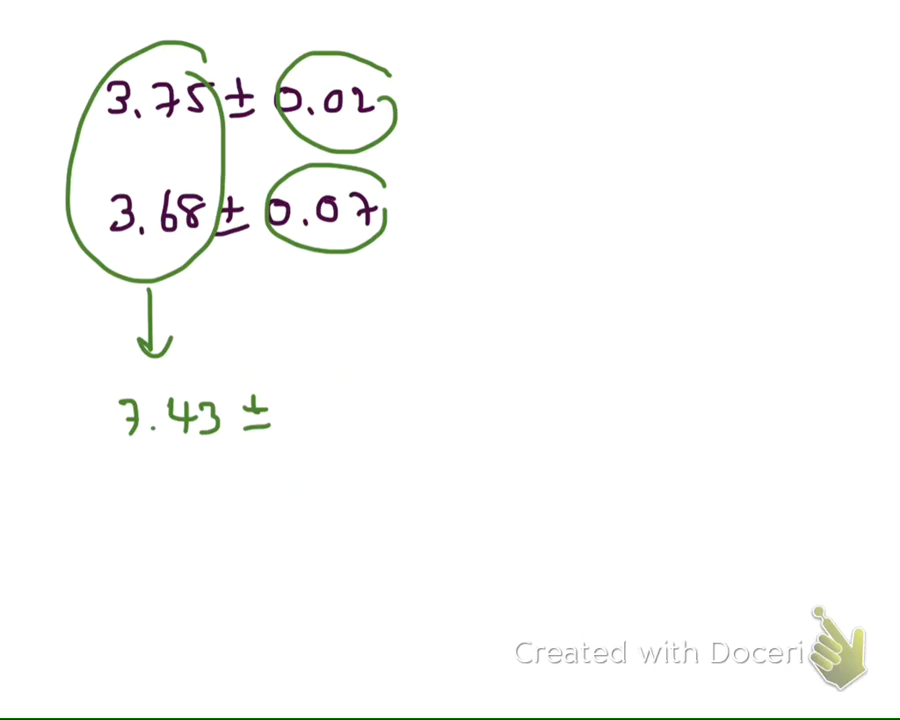 3.75 ± 0.02
3.68 ± 0.07
7.43 ±
Created with Doceri